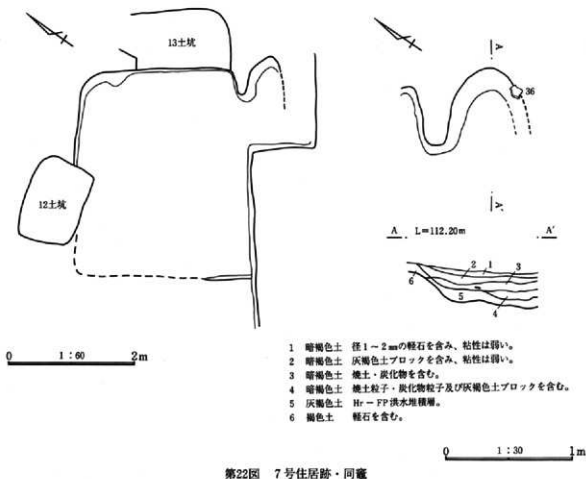 13土坑
12土坑
0 1:60 2m
A
36
A'
A L=112.20m A'
1
2
3
4
5
6
1 暗褐色土 径1~2㎜の軽石を含み、粘性は弱い。
2 暗褐色土 灰褐色土ブロックを含み、粘性は弱い。
3 暗褐色土 焼土・炭化物を含む。
4 暗褐色土 焼土粒子・炭化物粒子及び灰褐色土ブロックを含む。
5 灰褐色土 Hr-FP洪水堆積層。
6 褐色土 軽石を含む。
0 1:30 1m
第22図 7号住居跡・同竈